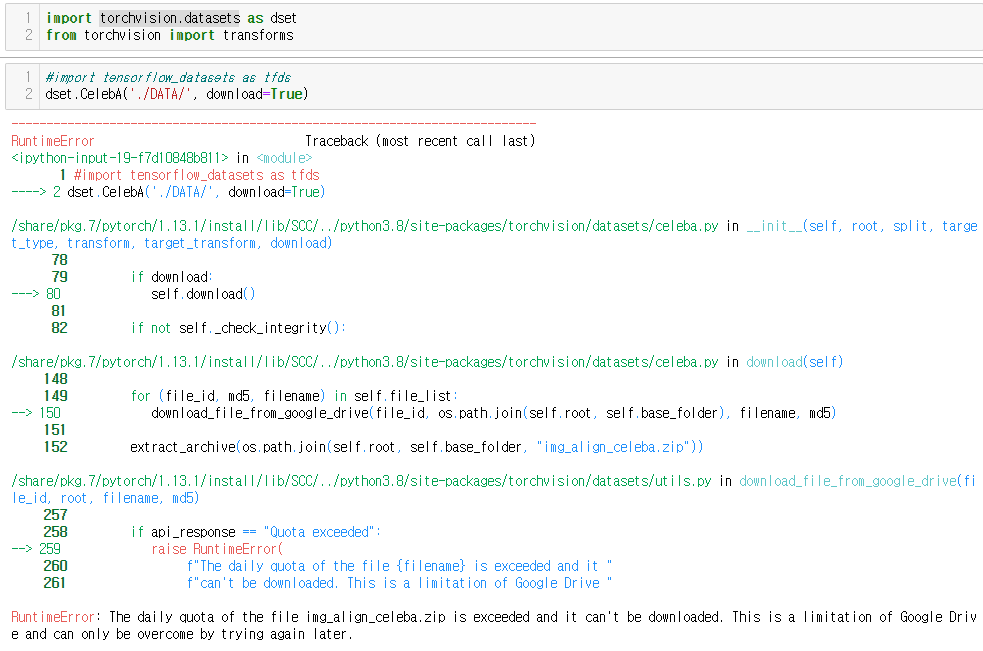 1 import torchvision.datasets as dset
2 from torchvision import transforms
1 #import tensorflow_datasets as tfds
2 dset.CelebA('./DATA/', download=True)
---------------------------------------------------------------------------
RuntimeError                              Traceback (most recent call last)
<ipython-input-19-f7d10848b811> in <module>
      1 #import tensorflow_datasets as tfds
----> 2 dset.CelebA('./DATA/', download=True)
/share/pkg.7/pytorch/1.13.1/install/lib/SCC/../python3.8/site-packages/torchvision/datasets/celeba.py in __init__(self, root, split, targe
t_type, transform, target_transform, download)
     78
     79         if download:
---> 80             self.download()
     81
     82         if not self._check_integrity():
/share/pkg.7/pytorch/1.13.1/install/lib/SCC/../python3.8/site-packages/torchvision/datasets/celeba.py in download(self)
    148
    149         for (file_id, md5, filename) in self.file_list:
--> 150             download_file_from_google_drive(file_id, os.path.join(self.root, self.base_folder), filename, md5)
    151
    152         extract_archive(os.path.join(self.root, self.base_folder, "img_align_celeba.zip"))
/share/pkg.7/pytorch/1.13.1/install/lib/SCC/../python3.8/site-packages/torchvision/datasets/utils.py in download_file_from_google_drive(fi
le_id, root, filename, md5)
    257
    258         if api_response == "Quota exceeded":
--> 259             raise RuntimeError(
    260                 f"The daily quota of the file {filename} is exceeded and it "
    261                 f"can't be downloaded. This is a limitation of Google Drive "
RuntimeError: The daily quota of the file img_align_celeba.zip is exceeded and it can't be downloaded. This is a limitation of Google Driv
e and can only be overcome by trying again later.